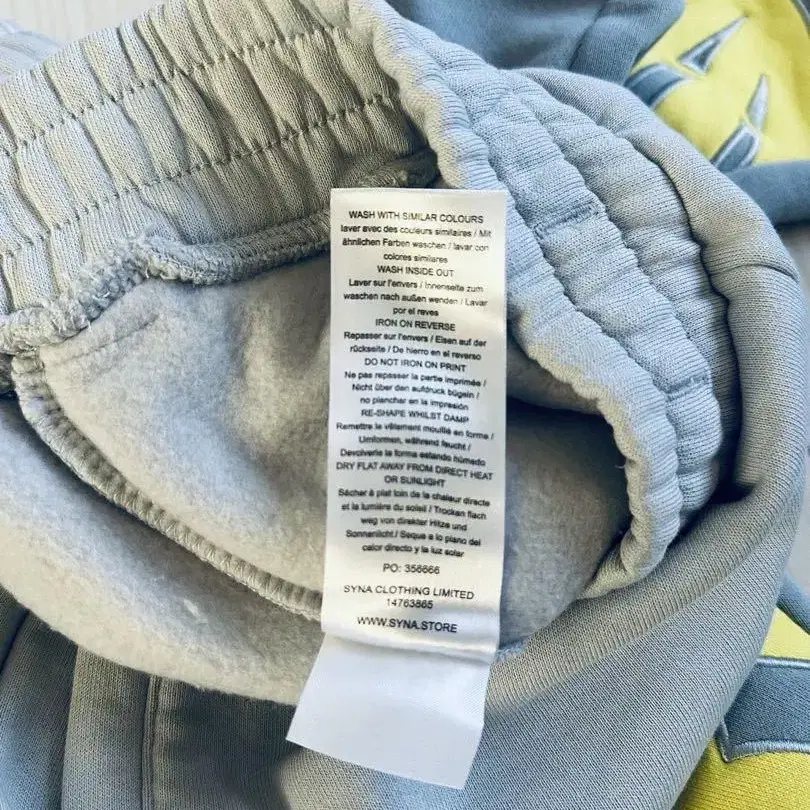 WASH WITH SIMILAR COLOURS
laver avec des couleurs similaires / Mit
ähnlichen Farben waschen / lavar con
colores similares
WASH INSIDE OUT
Laver sur l'envers / Innenseite zum
waschen nach außen wenden / Lavar
por el reves
IRON ON REVERSE
Repasser sur l'envers / Eisen auf der
rückseite / De hierro en el reverso
DO NOT IRON ON PRINT
Ne pas repasser la partie imprimée /
Nicht über den aufdruck bügeln /
no planchar en la impresión
RE-SHAPE WHILST DAMP
Remettre le vêtement mouillé en forme /
Umformen, während feucht /
Devolverle la forma estando húmedo
DRY FLAT AWAY FROM DIRECT HEAT
OR SUNLIGHT
Sécher à plat loin de la chaleur directe
et la lumière du soleil / Trocken flach
weg von direkter Hitze und
Sonnenlicht / Seque a lo plano del
calor directo y la luz solar
PO: 356666
SYNA CLOTHING LIMITED
14763865
WWW.SYNA.STORE